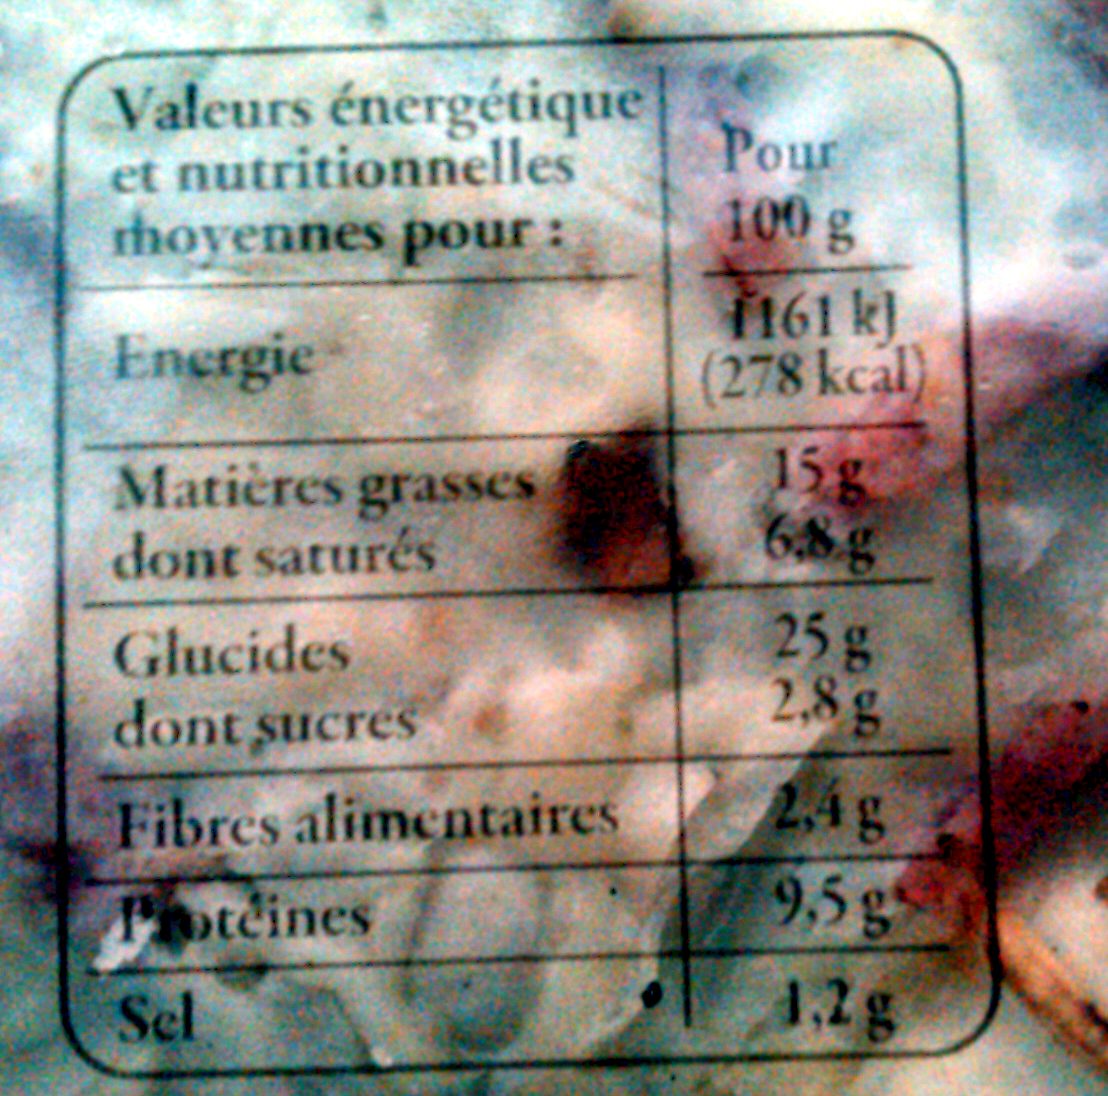 Valeurs énergétique
et nutritionnelles
moyennes pour :
Pour
100 g
Energie
1161 kJ
(278 kcal)
Matières grasses 15 g
dont saturés 6,8 g
Glucides 25 g
dont sucres 2,8 g
Fibres alimentaires 2,4 g
Protéines 9,5 g
Sel 1,2 g